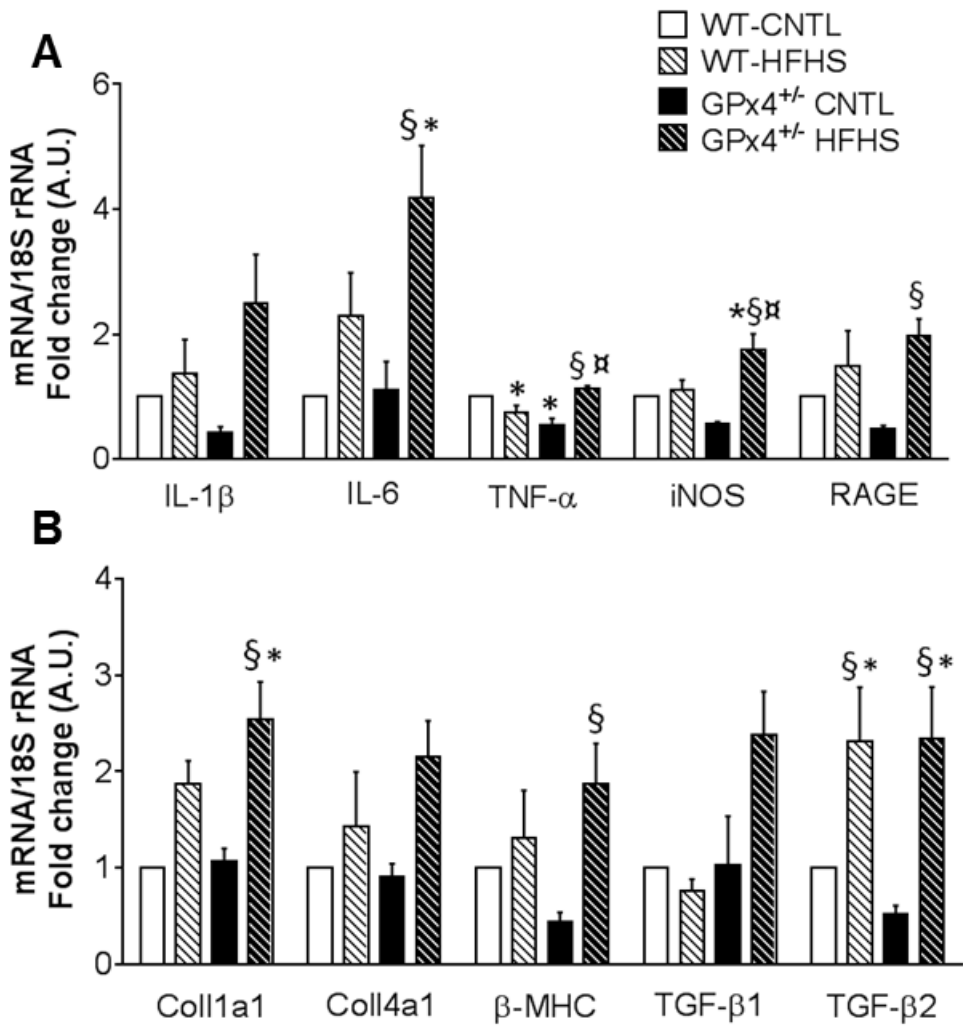 A
WT-CNTL
WT-HFHS
GPx4+/- CNTL
GPx4+/- HFHS
mRNA/18S rRNA
Fold change (A.U.)
6
4
2
0
§ *
*
*
§ ¤
*§¤
§
IL-1β IL-6 TNF-α iNOS RAGE
B
mRNA/18S rRNA
Fold change (A.U.)
4
3
2
1
0
§ *
§
§ *
§ *
Coll1a1 Coll4a1 β-MHC TGF-β1 TGF-β2